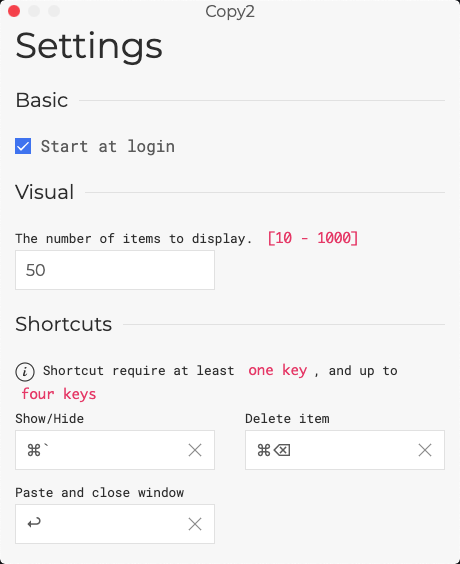 Copy2
Settings
Basic
Start at login
Visual
The number of items to display. [10 - 1000]
50
Shortcuts
Shortcut require at least one key , and up to
four keys
Show/Hide Delete item
⌘` ⌘⌫
Paste and close window
↩